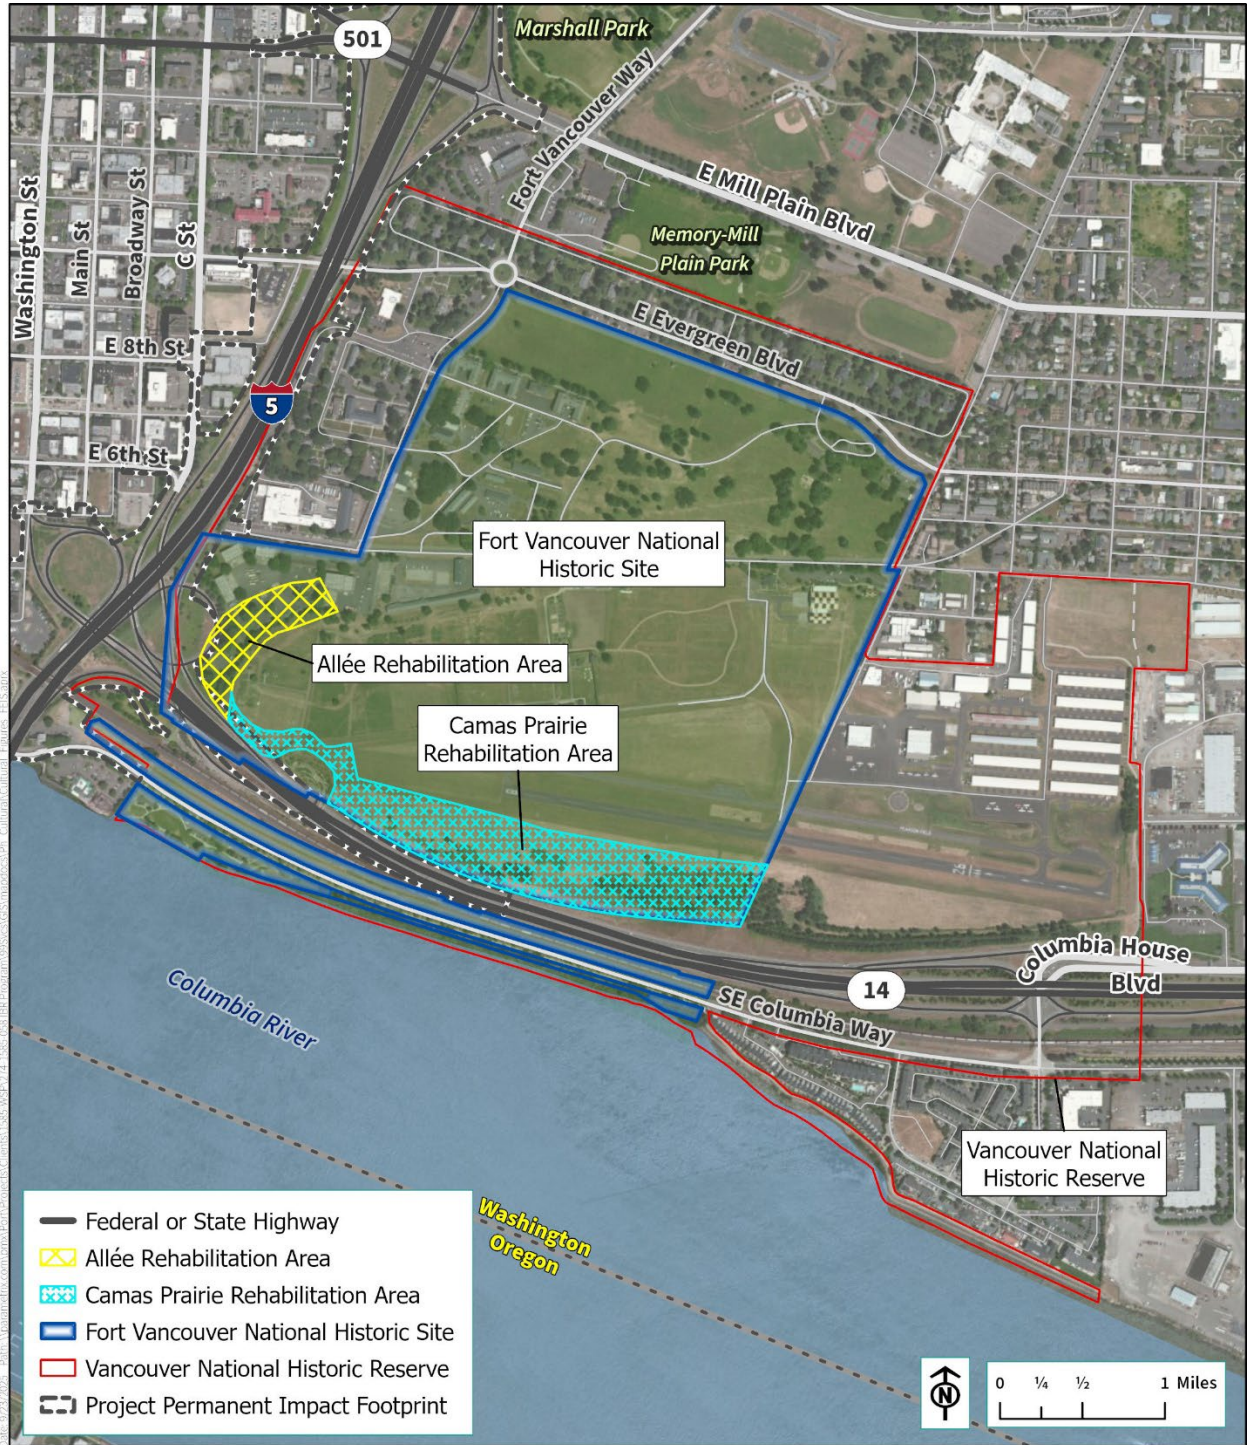 501
Marshall Park
Fort Vancouver Way
E Mill Plain Blvd
Washington St
Main St
Broadway St
C St
Memory-Mill
Plain Park
E Evergreen Blvd
E 8th St
5
E 6th St
Fort Vancouver National
Historic Site
Allée Rehabilitation Area
Camas Prairie
Rehabilitation Area
Columbia House
Blvd
14
SE Columbia Way
Columbia River
Vancouver National
Historic Reserve
Washington
Oregon
Federal or State Highway
Allée Rehabilitation Area
Camas Prairie Rehabilitation Area
Fort Vancouver National Historic Site
Vancouver National Historic Reserve
Project Permanent Impact Footprint
N
0 ¼ ½ 1 Miles
Date: 9/23/2025